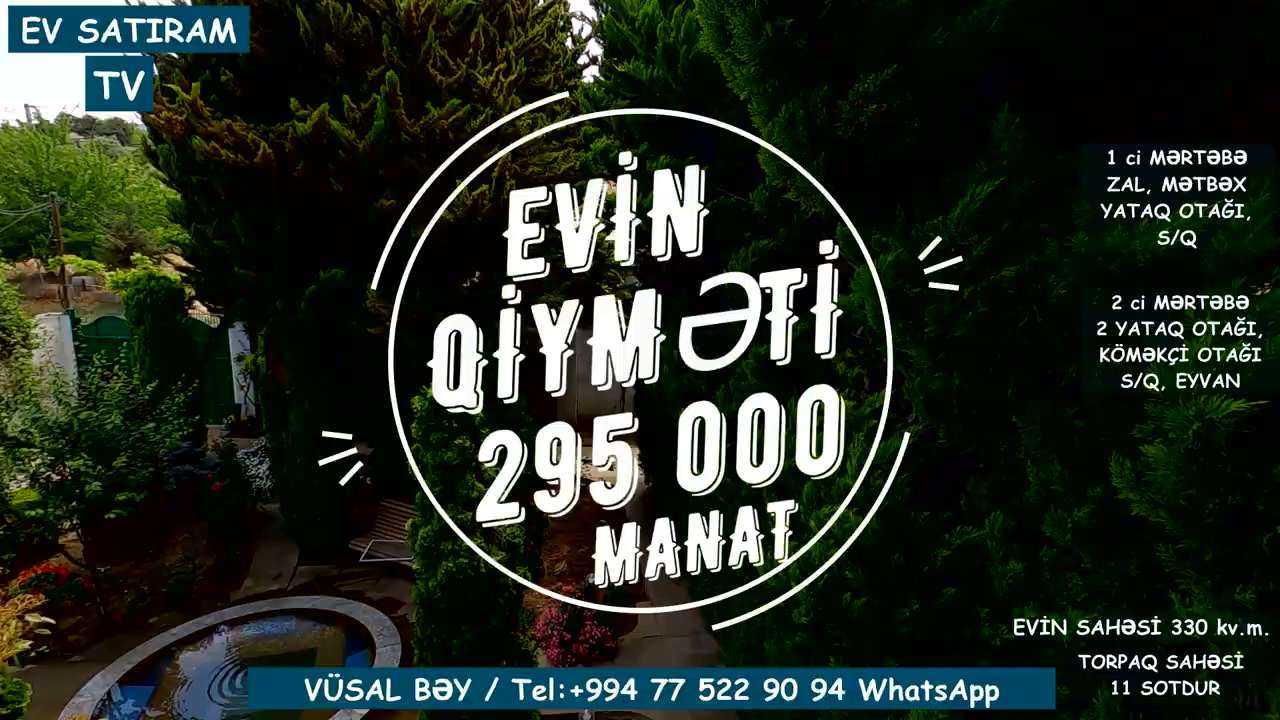 EV SATIRAM
TV
EVİN
QİYMƏTİ
295 000
MANAT
1 ci MƏRTƏBƏ
ZAL, MƏTBƏX
YATAQ OTAĞI,
S/Q
2 ci MƏRTƏBƏ
2 YATAQ OTAĞI,
KÖMƏKÇİ OTAĞI
S/Q, EYVAN
EVİN SAHƏSİ 330 kv.m.
TORPAQ SAHƏSİ
11 SOTDUR
VÜSAL BƏY / Tel:+994 77 522 90 94 WhatsApp